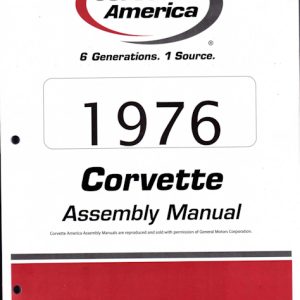 America
®
6 Generations. 1 Source.
1976
Corvette
Assembly Manual
Corvette America Assembly Manuals are reproduced and sold with permission of General Motors Corporation.